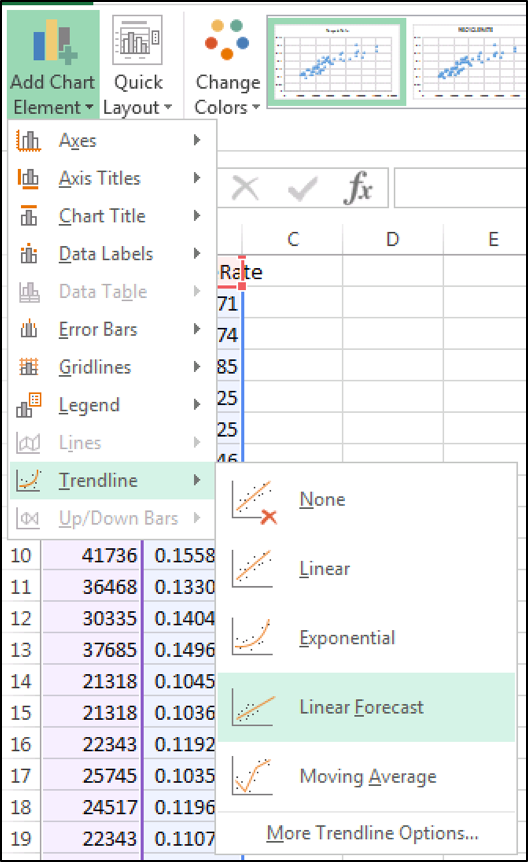 Add Chart Element
Quick Layout
Change Colors
Axes
Axis Titles
Chart Title
Data Labels
Data Table
Error Bars
Gridlines
Legend
Lines
Trendline
Up/Down Bars
fx
C D E
Rate
71
74
85
25
25
46
None
Linear
Exponential
Linear Forecast
Moving Average
More Trendline Options...
10 41736 0.1558
11 36468 0.1330
12 30335 0.1404
13 37685 0.1496
14 21318 0.1045
15 21318 0.1036
16 22343 0.1192
17 25745 0.1035
18 24517 0.1196
19 22343 0.1107